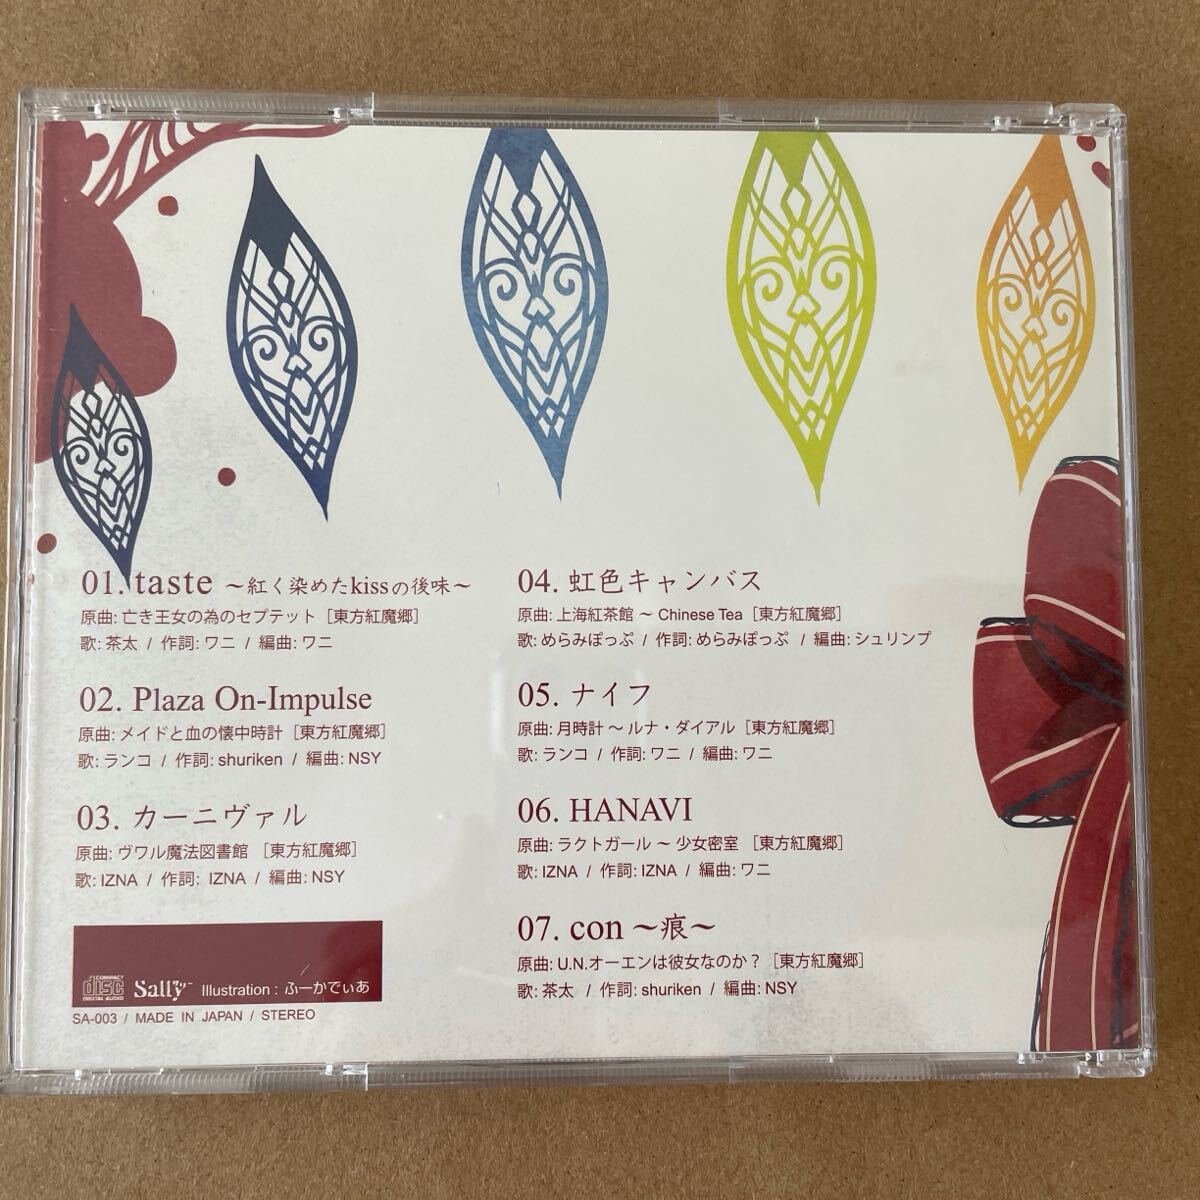 01. taste ～紅く染めたkissの後味～
原曲: 亡き王女の為のセプテット [東方紅魔郷]
歌: 茶太 / 作詞: ワニ / 編曲: ワニ
02. Plaza On-Impulse
原曲: メイドと血の懐中時計 [東方紅魔郷]
歌: ランコ / 作詞: shuriken / 編曲: NSY
03. カーニヴァル
原曲: ヴワル魔法図書館 [東方紅魔郷]
歌: IZNA / 作詞: IZNA / 編曲: NSY
04. 虹色キャンバス
原曲: 上海紅茶館 ～ Chinese Tea [東方紅魔郷]
歌: めらみぽっぷ / 作詞: めらみぽっぷ / 編曲: シュリンプ
05. ナイフ
原曲: 月時計 ～ ルナ・ダイアル [東方紅魔郷]
歌: ランコ / 作詞: ワニ / 編曲: ワニ
06. HANAVI
原曲: ラクトガール ～ 少女密室 [東方紅魔郷]
歌: IZNA / 作詞: IZNA / 編曲: ワニ
07. con ～痕～
原曲: U.N.オーエンは彼女なのか？ [東方紅魔郷]
歌: 茶太 / 作詞: shuriken / 編曲: NSY
COMPACT disc DIGITAL AUDIO Sally Illustration : ふーかでぃあ
SA-003 / MADE IN JAPAN / STEREO